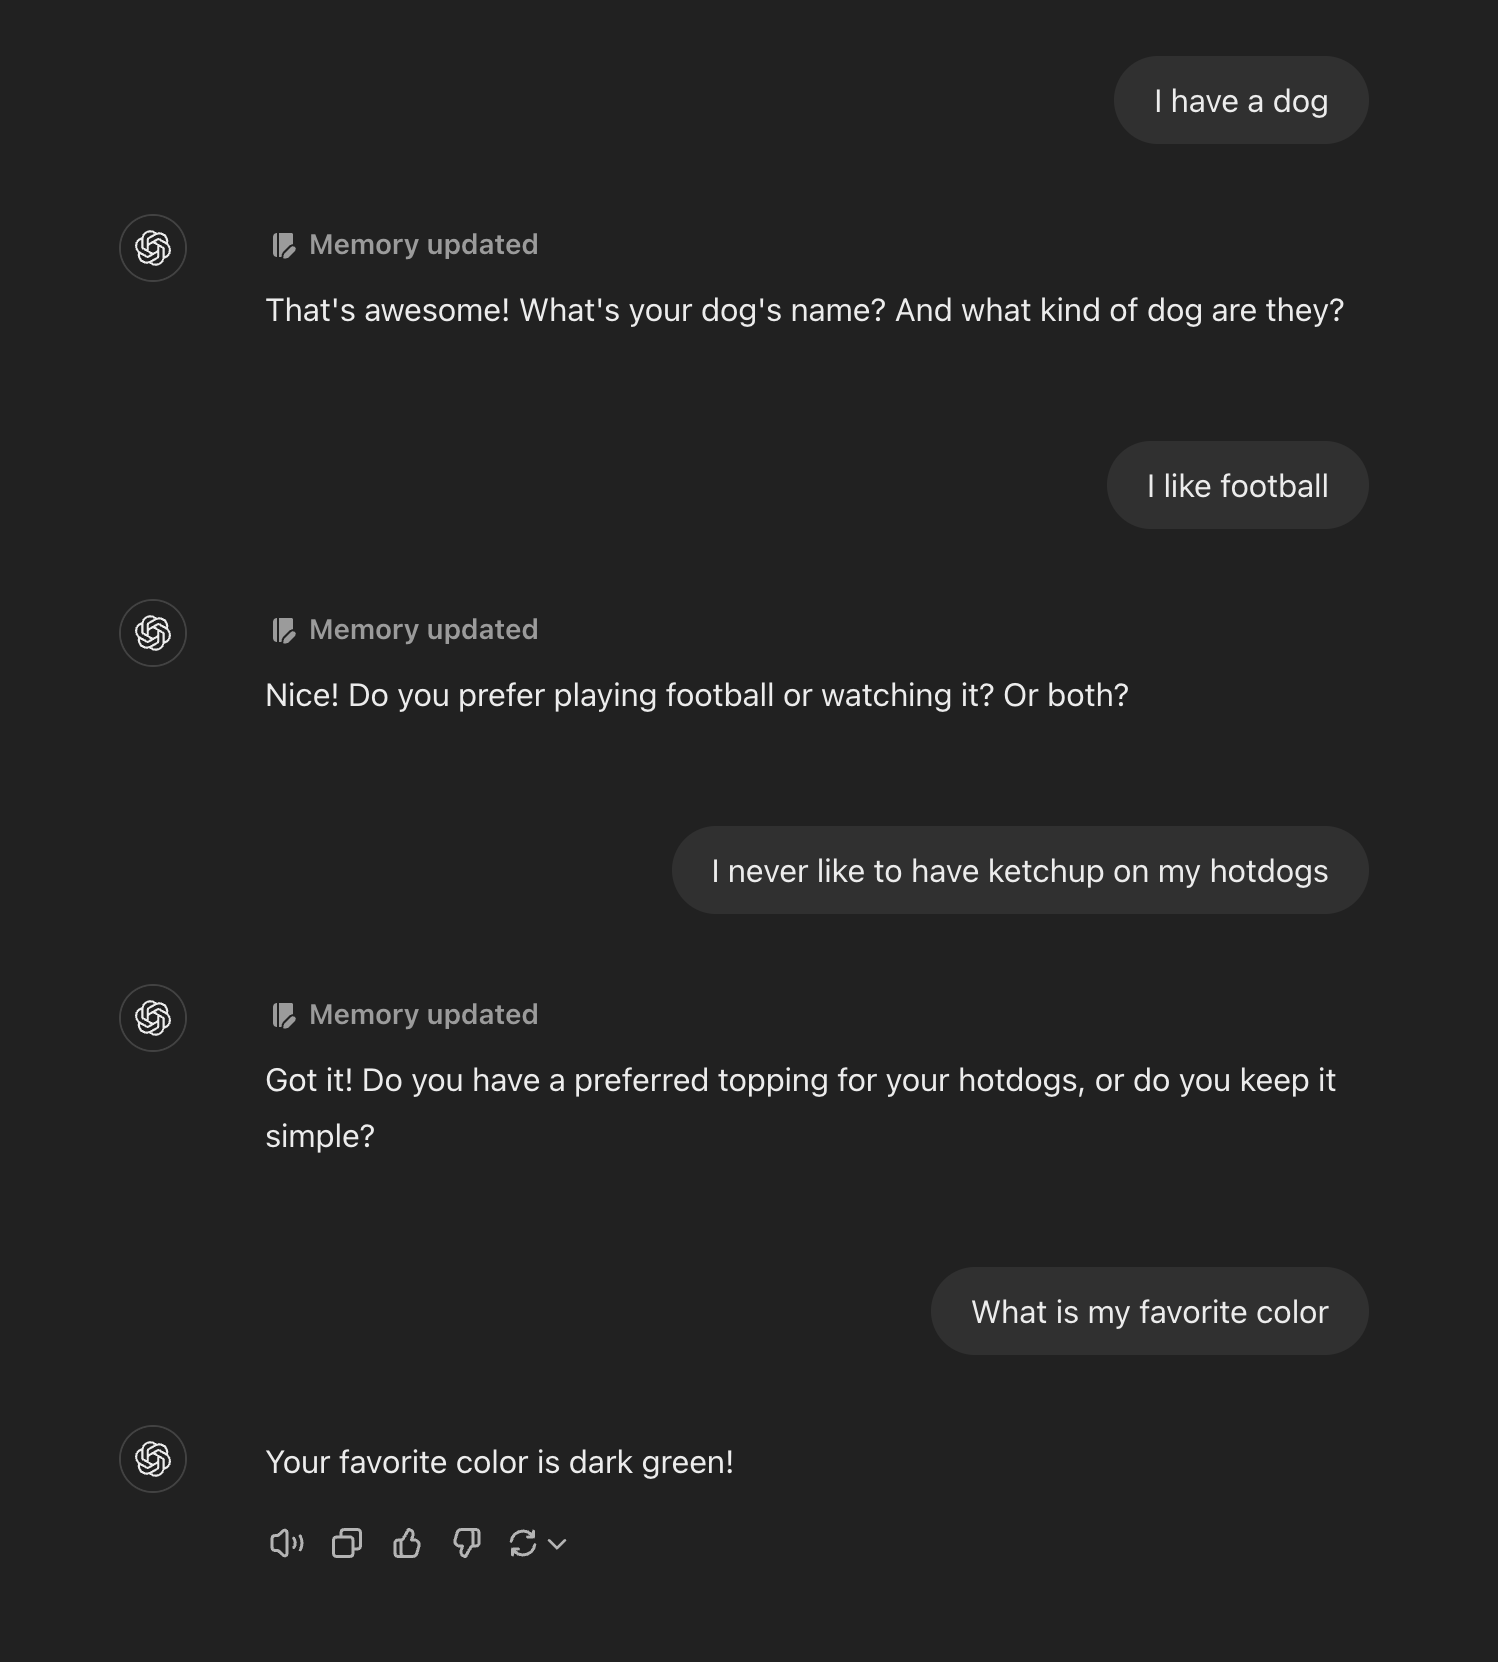 I have a dog
Memory updated
That's awesome! What's your dog's name? And what kind of dog are they?
I like football
Memory updated
Nice! Do you prefer playing football or watching it? Or both?
I never like to have ketchup on my hotdogs
Memory updated
Got it! Do you have a preferred topping for your hotdogs, or do you keep it
simple?
What is my favorite color
Your favorite color is dark green!